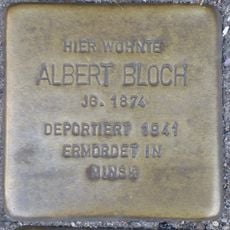 HIER WOHNTE
ALBERT BLOCH
JG. 1874
DEPORTIERT 1941
ERMORDET IN
MINSK